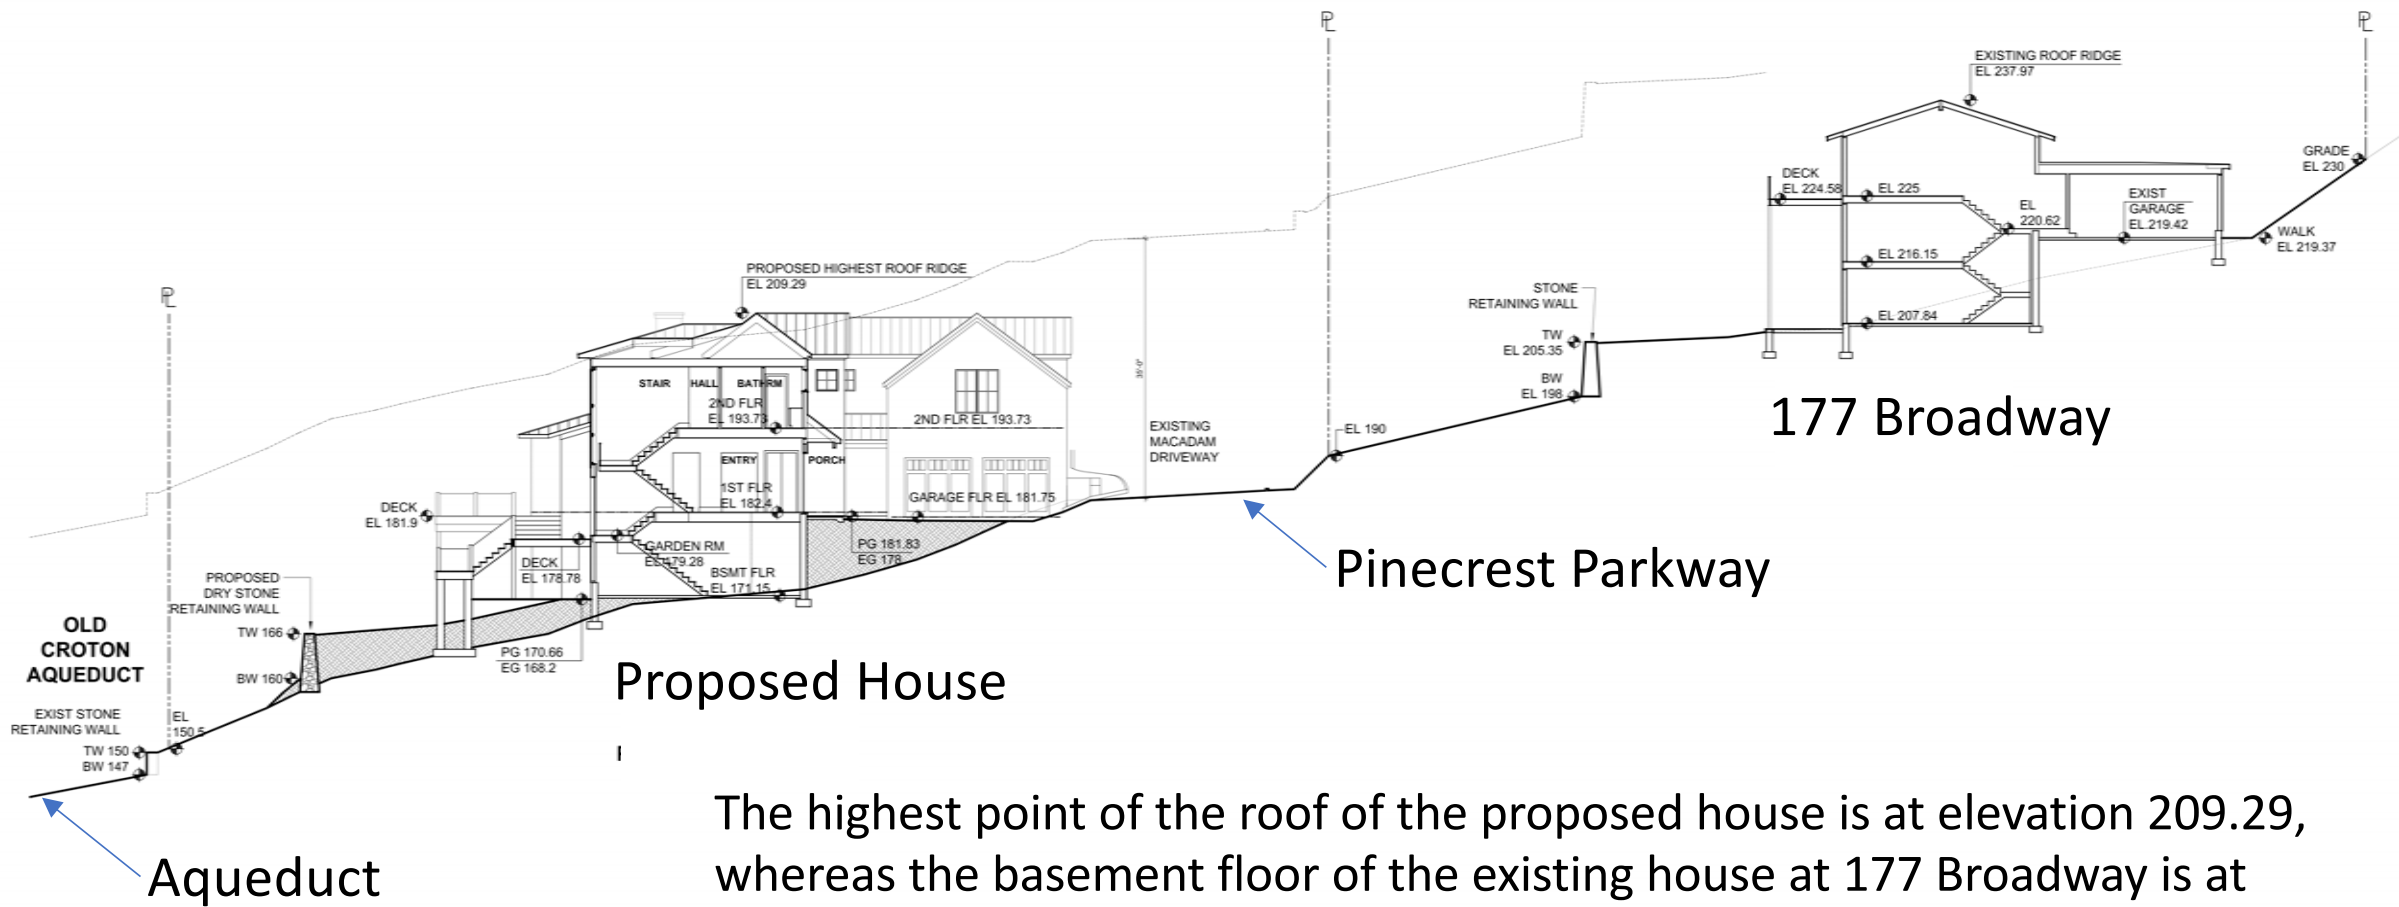 PL
PL
PL
EXISTING ROOF RIDGE
EL 237.97
GRADE
EL 230
DECK
EL 224.58
EL 225
EXIST
GARAGE
EL.219.42
EL
220.62
WALK
EL 219.37
EL 216.15
EL 207.84
PROPOSED HIGHEST ROOF RIDGE
EL 209.29
STONE
RETAINING WALL
TW
EL 205.35
BW
EL 198
177 Broadway
35'-0"
STAIR
HALL
BATHRM
2ND FLR
EL 193.73
2ND FLR EL 193.73
EXISTING
MACADAM
DRIVEWAY
EL 190
ENTRY
PORCH
1ST FLR
EL 182.4
GARAGE FLR EL 181.75
DECK
EL 181.9
PG 181.83
EG 178
GARDEN RM
EL 179.28
DECK
EL 178.78
BSMT FLR
EL 171.15
Pinecrest Parkway
PROPOSED
DRY STONE
RETAINING WALL
TW 166
BW 160
OLD
CROTON
AQUEDUCT
PG 170.66
EG 168.2
Proposed House
EXIST STONE
RETAINING WALL
EL
150.5
TW 150
BW 147
Aqueduct
The highest point of the roof of the proposed house is at elevation 209.29,
whereas the basement floor of the existing house at 177 Broadway is at